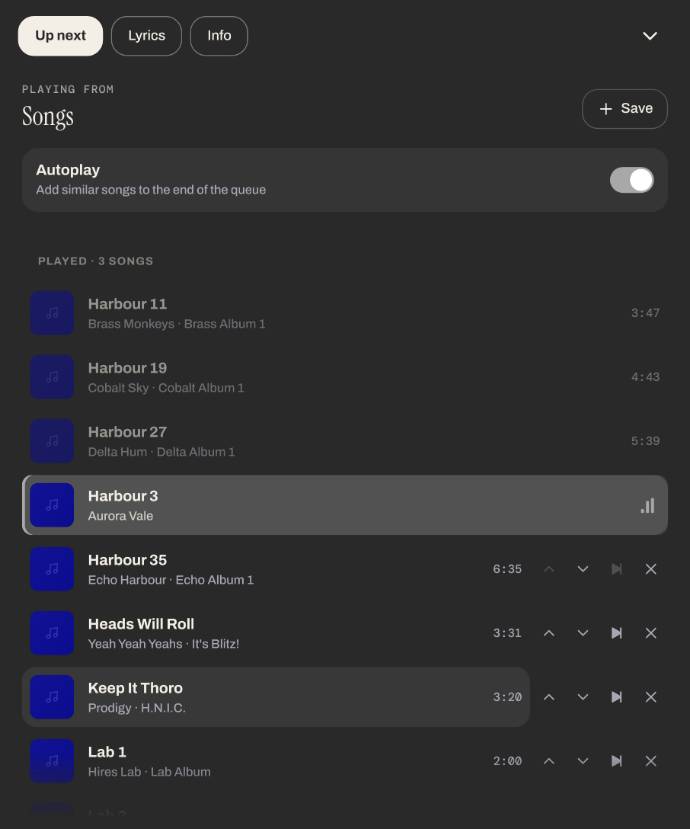 Up next
Lyrics
Info
PLAYING FROM
Songs
Save
Autoplay
Add similar songs to the end of the queue
PLAYED · 3 SONGS
Harbour 11
Brass Monkeys · Brass Album 1
3:47
Harbour 19
Cobalt Sky · Cobalt Album 1
4:43
Harbour 27
Delta Hum · Delta Album 1
5:39
Harbour 3
Aurora Vale
Harbour 35
Echo Harbour · Echo Album 1
6:35
Heads Will Roll
Yeah Yeah Yeahs · It's Blitz!
3:31
Keep It Thoro
Prodigy · H.N.I.C.
3:20
Lab 1
Hires Lab · Lab Album
2:00